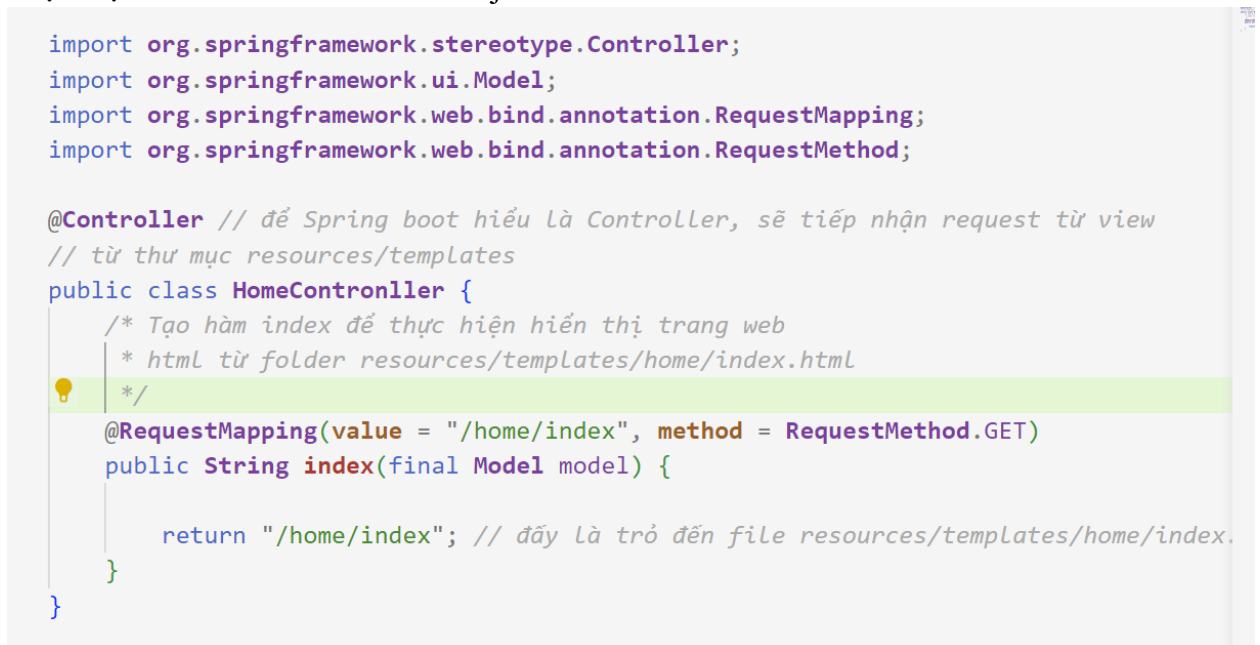 import org.springframework.stereotype.Controller;
import org.springframework.ui.Model;
import org.springframework.web.bind.annotation.RequestMapping;
import org.springframework.web.bind.annotation.RequestMethod;
@Controller // để Spring boot hiểu là Controller, sẽ tiếp nhận request từ view
// từ thư mục resources/templates
public class HomeContronller {
/* Tạo hàm index để thực hiện hiển thị trang web
* html từ folder resources/templates/home/index.html
*/
@RequestMapping(value = "/home/index", method = RequestMethod.GET)
public String index(final Model model) {
return "/home/index"; // đấy là trỏ đến file resources/templates/home/index.
}
}